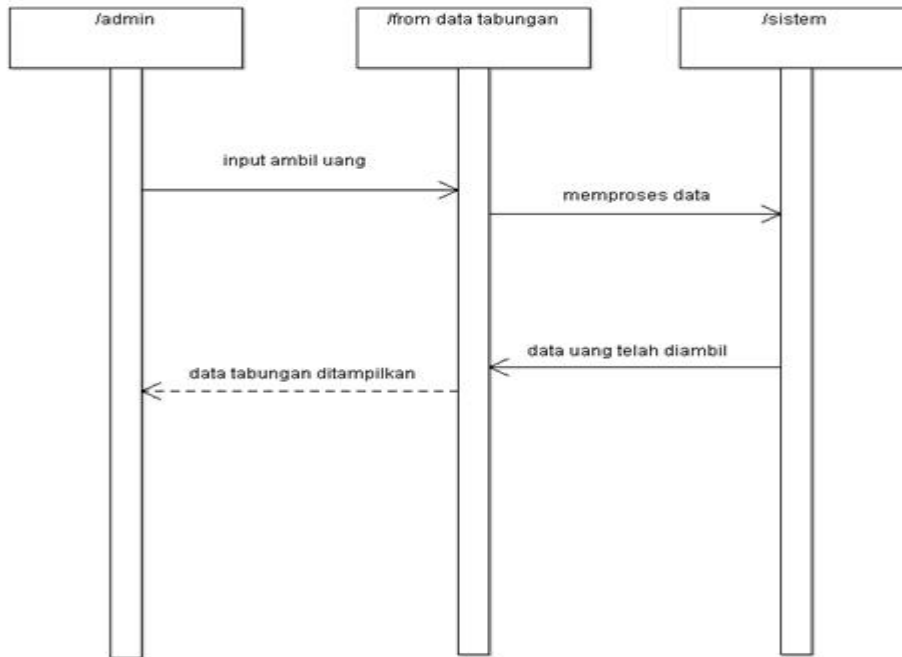 /admin
/from data tabungan
/sistem
input ambil uang
memproses data
data uang telah diambil
data tabungan ditampilkan